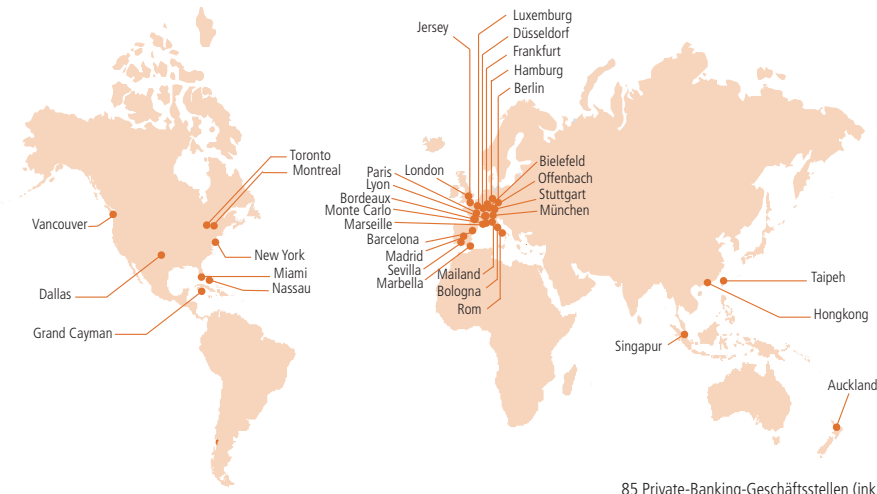 Luxemburg
Jersey
Düsseldorf
Frankfurt
Hamburg
Berlin
Toronto
Montreal
Paris
London
Lyon
Bordeaux
Monte Carlo
Marseille
Bielefeld
Offenbach
Stuttgart
München
Vancouver
Barcelona
Madrid
Sevilla
Marbella
New York
Miami
Nassau
Mailand
Bologna
Rom
Dallas
Grand Cayman
Taipeh
Hongkong
Singapur
Auckland
85 Private-Banking-Geschäftsstellen (ink